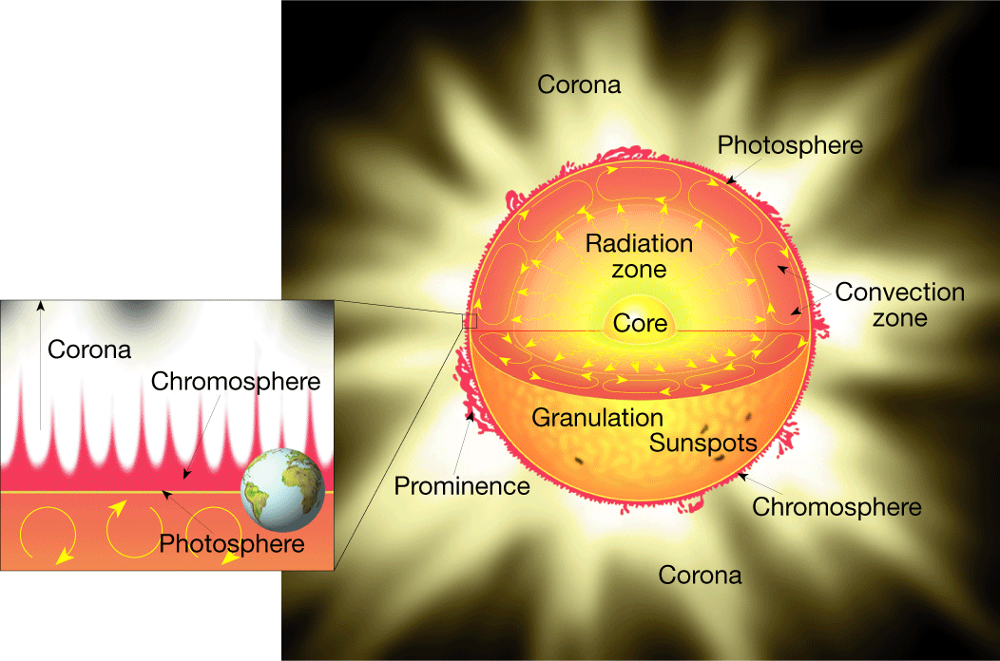 Corona
Photosphere
Radiation
zone
Convection
zone
Core
Corona
Chromosphere
Granulation
Sunspots
Prominence
Chromosphere
Photosphere
Corona